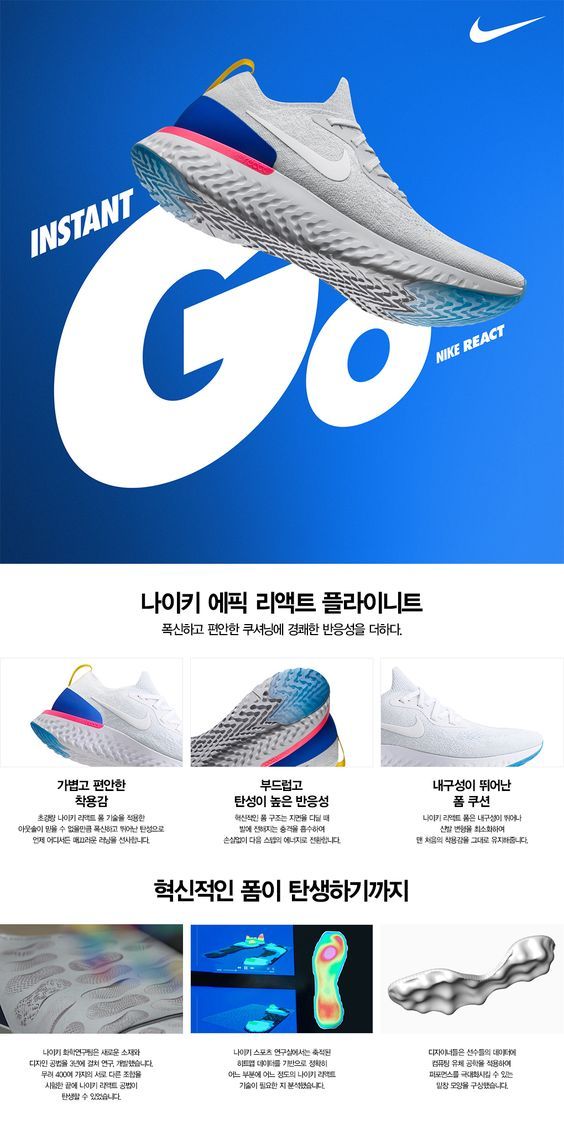 INSTANT
GO
NIKE REACT
나이키 에픽 리액트 플라이니트
폭신하고 편안한 쿠셔닝에 경쾌한 반응성을 더하다.
가볍고 편안한
착용감
초경량 나이키 리액트 폼 기술을 적용한
아웃솔이 믿을 수 없을만큼 폭신하고 뛰어난 탄성으로
언제 어디서든 매끄러운 러닝을 선사합니다.
부드럽고
탄성이 높은 반응성
혁신적인 폼 구조는 지면을 디딜 때
발에 전해지는 충격을 흡수하여
손실없이 다음 스텝의 에너지로 전환합니다.
내구성이 뛰어난
폼 쿠션
나이키 리액트 폼은 내구성이 뛰어나
신발 변형을 최소화하여
맨 처음의 착용감을 그대로 유지해줍니다.
혁신적인 폼이 탄생하기까지
나이키 화학연구팀은 새로운 소재와
디자인 공법을 3년에 걸쳐 연구, 개발했습니다.
무려 400여 가지의 서로 다른 조합을
시험한 끝에 나이키 리액트 공법이
탄생할 수 있었습니다.
나이키 스포츠 연구실에서는 축적된
히트맵 데이터를 기반으로 정확히
어느 부분에 어느 정도의 나이키 리액트
기술이 필요한 지 분석했습니다.
디자이너들은 선수들의 데이터에
컴퓨팅 유체 공학을 적용하여
퍼포먼스를 극대화시킬 수 있는
밑창 모양을 구상했습니다.